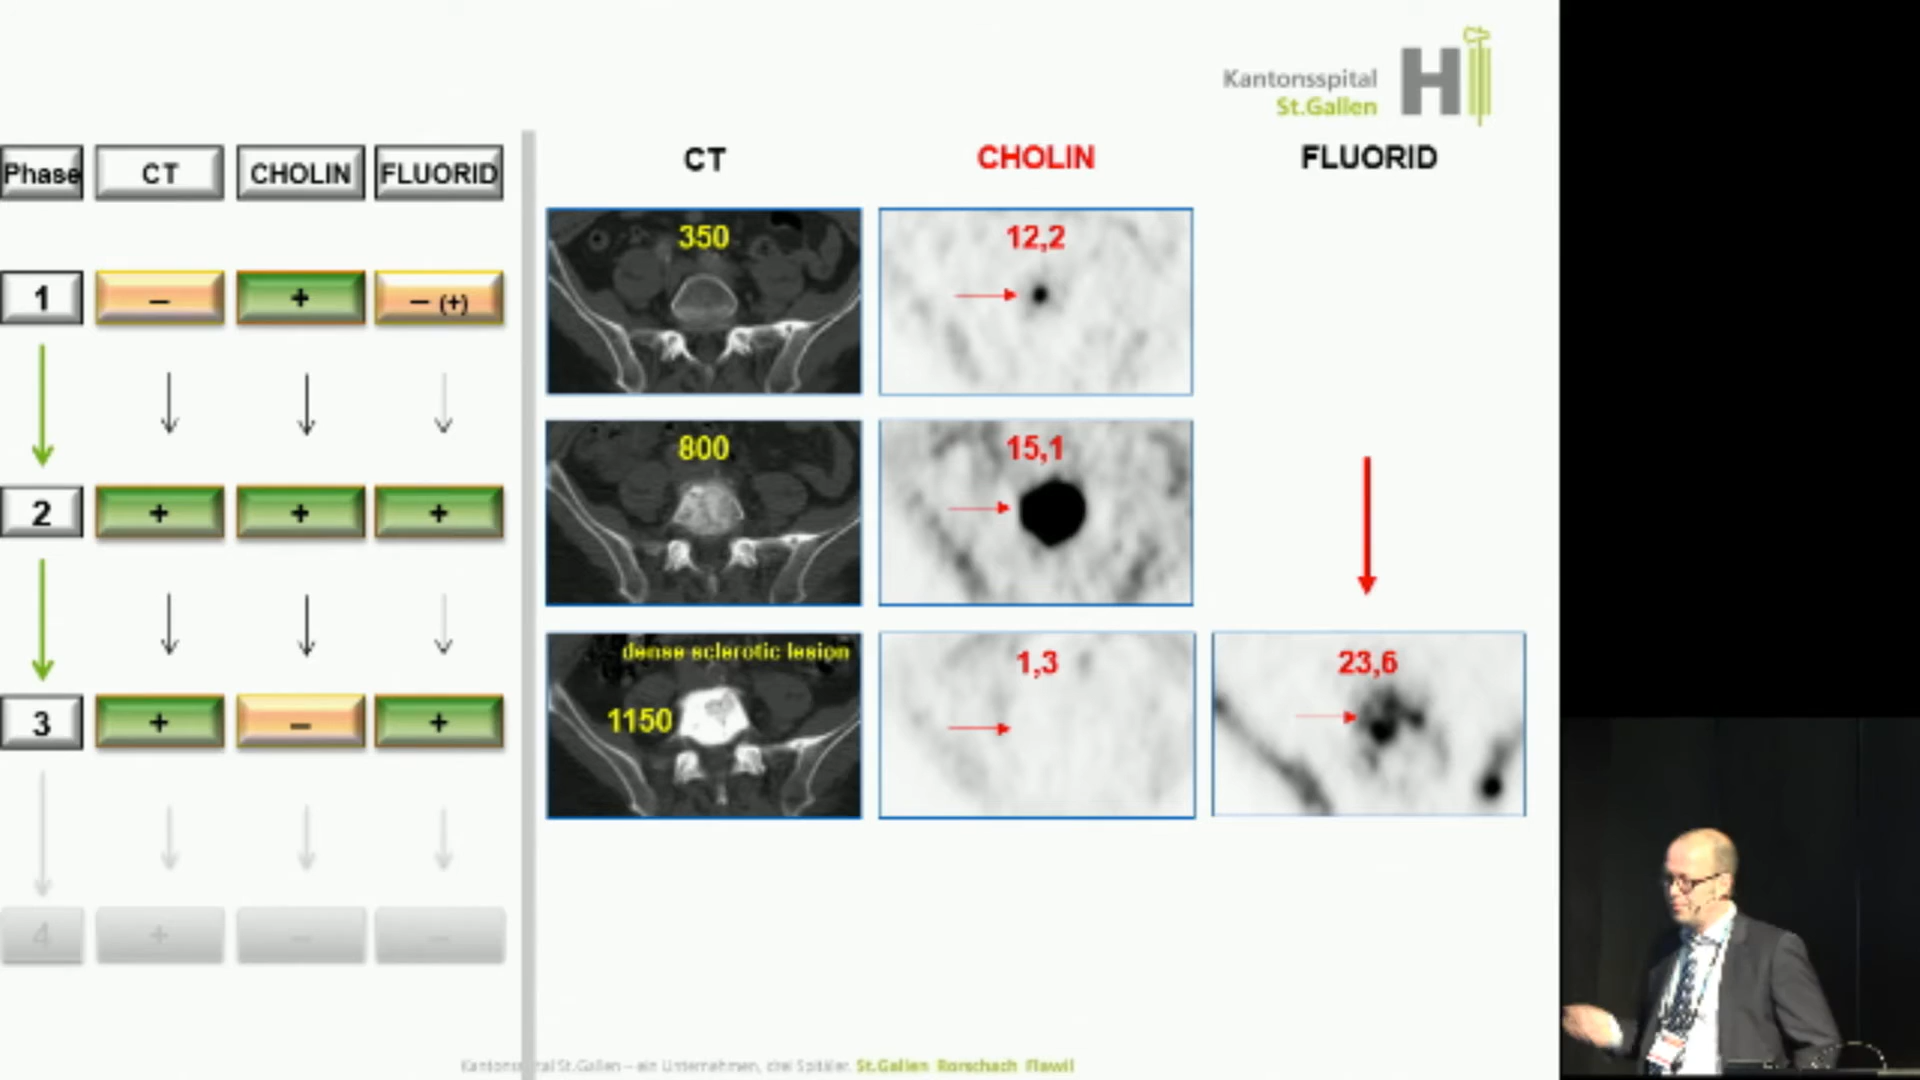 Kantonsspital
St.Gallen
Phase CT CHOLIN FLUORID
1 – + – (+)
2 + + +
3 + – +
4 + – –
CT CHOLIN FLUORID
350 12,2
800 15,1
dense sclerotic lesion
1150 1,3 23,6
Kantonsspital St.Gallen – ein Unternehmen, drei Spitäler. St.Gallen Rorschach Flawil